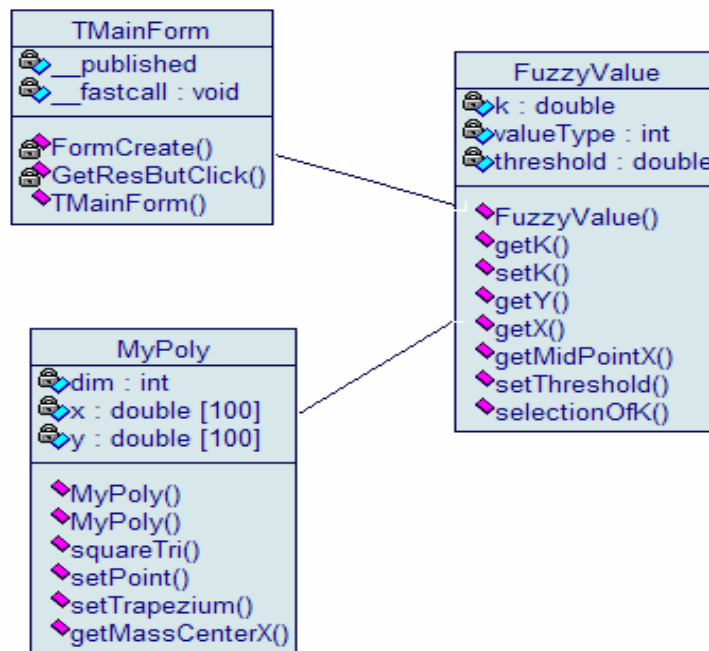 TMainForm
__published
__fastcall : void
FormCreate()
GetResButClick()
TMainForm()
FuzzyValue
k : double
valueType : int
threshold : double
FuzzyValue()
getK()
setK()
getY()
getX()
getMidPointX()
setThreshold()
selectionOfK()
MyPoly
dim : int
x : double [100]
y : double [100]
MyPoly()
MyPoly()
squareTri()
setPoint()
setTrapezium()
getMassCenterX()